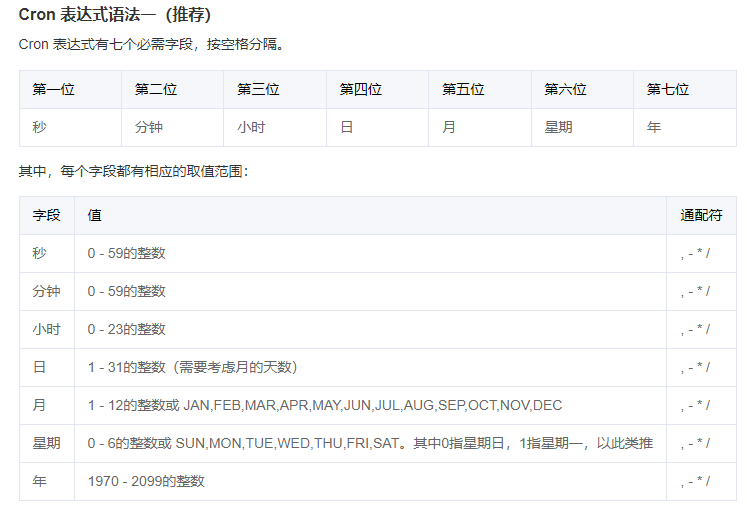 Cron 表达式语法一（推荐）
Cron 表达式有七个必需字段，按空格分隔。
第一位 第二位 第三位 第四位 第五位 第六位 第七位
秒 分钟 小时 日 月 星期 年
其中，每个字段都有相应的取值范围：
字段 值 通配符
秒 0 - 59的整数 , - * /
分钟 0 - 59的整数 , - * /
小时 0 - 23的整数 , - * /
日 1 - 31的整数（需要考虑月的天数） , - * /
月 1 - 12的整数或 JAN,FEB,MAR,APR,MAY,JUN,JUL,AUG,SEP,OCT,NOV,DEC , - * /
星期 0 - 6的整数或 SUN,MON,TUE,WED,THU,FRI,SAT。其中0指星期日，1指星期一，以此类推 , - * /
年 1970 - 2099的整数 , - * /